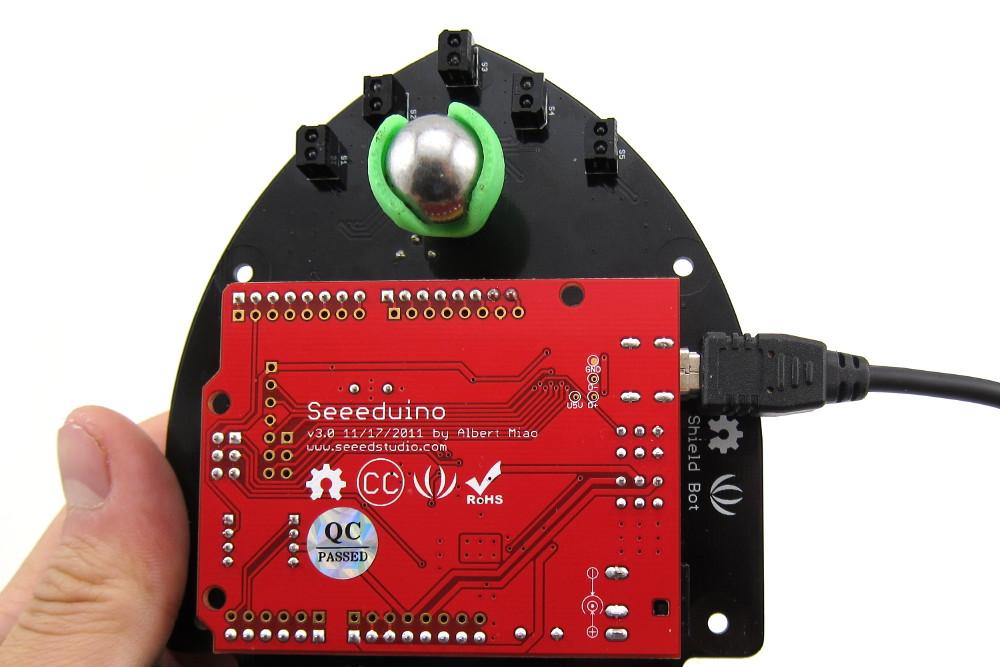 S3
S2
S4
S1
S5
GND
D-
U5V D+
Seeeduino
v3.0 11/17/2011 by Albert Miao
www.seeedstudio.com
CC
RoHS
QC
PASSED
Shield Bot